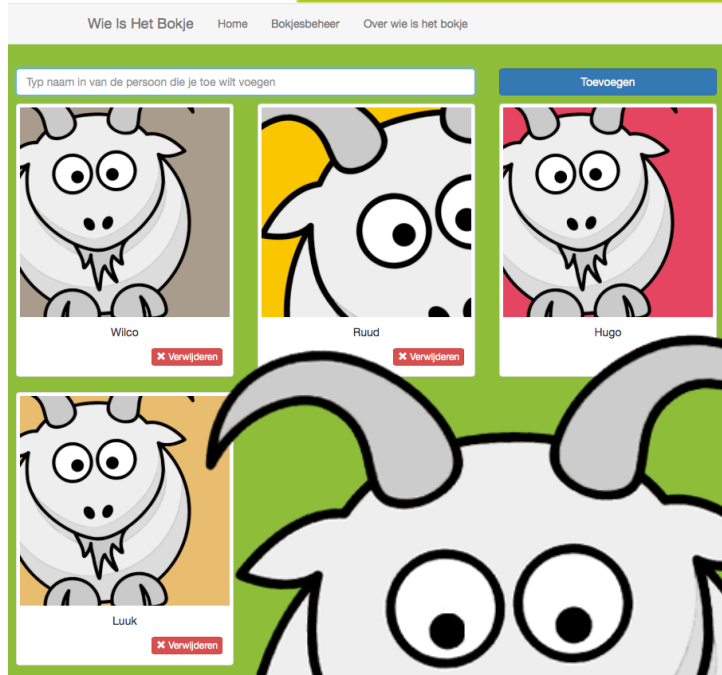 Wie Is Het Bokje Home Bokjesbeheer Over wie is het bokje
Typ naam in van de persoon die je toe wilt voegen Toevoegen
Wilco Ruud Hugo
Verwijderen Verwijderen
Luuk
Verwijderen